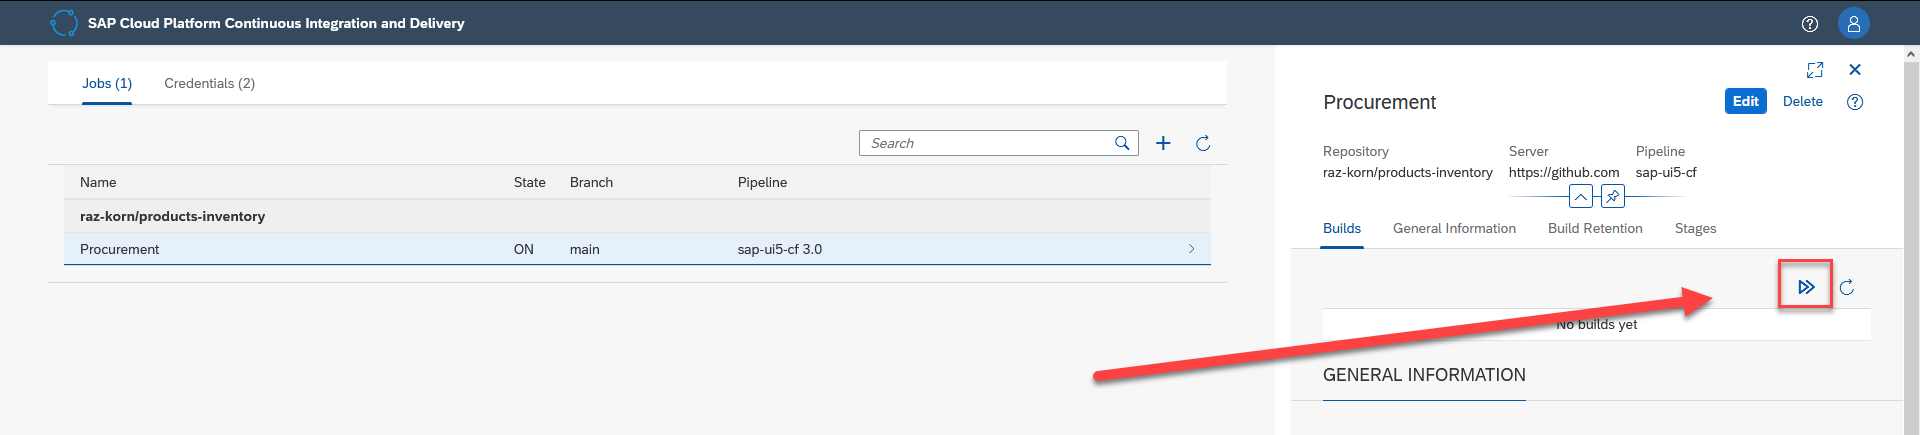 SAP Cloud Platform Continuous Integration and Delivery
Jobs (1) Credentials (2)
Search
Name State Branch Pipeline
raz-korn/products-inventory
Procurement ON main sap-ui5-cf 3.0
Procurement Edit Delete
Repository Server Pipeline
raz-korn/products-inventory https://github.com sap-ui5-cf
Builds General Information Build Retention Stages
No builds yet
GENERAL INFORMATION